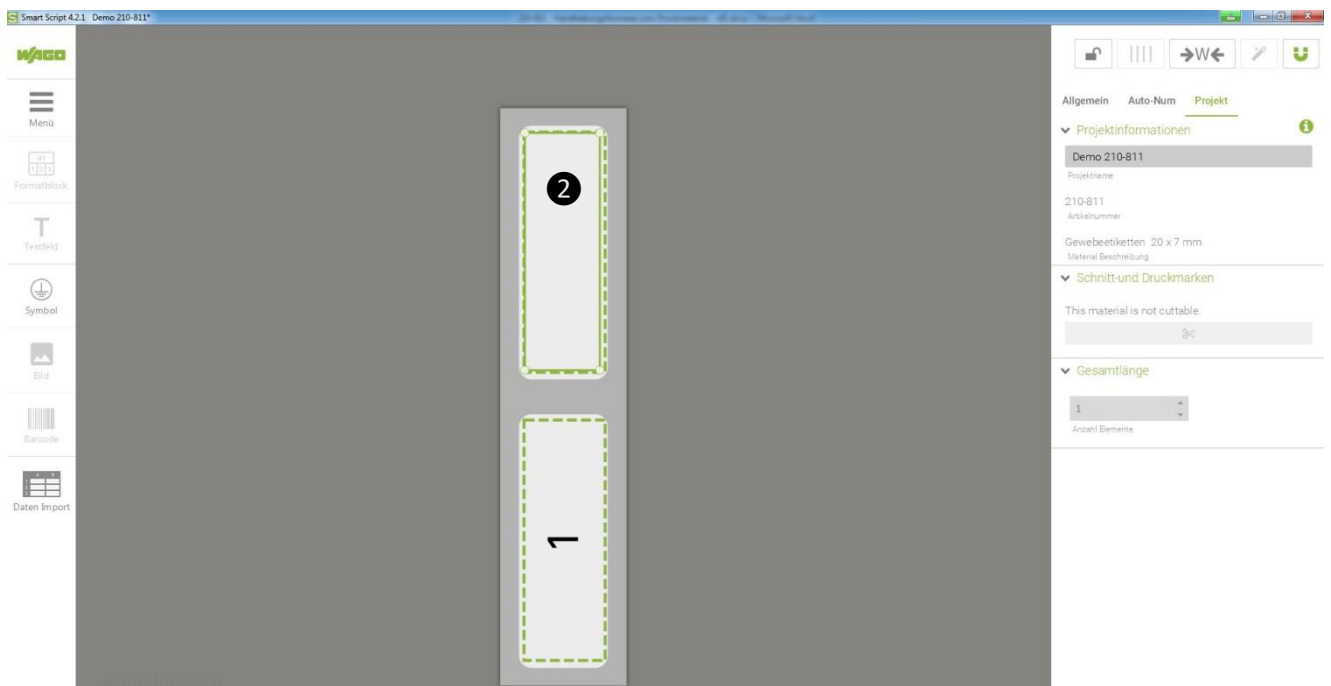 Smart Script 4.2.1 Demo 210-811*
WAGO
Menü
Formatblock
Textfeld
Symbol
Bild
Barcode
Daten Import
2
1
W
Allgemein Auto-Num Projekt
Projektinformationen
Demo 210-811
Projektname
210-811
Artikelnummer
Gewebeetiketten 20 x 7 mm
Material Beschreibung
Schnitt-und Druckmarken
This material is not cuttable.
Gesamtlänge
1
Anzahl Elemente